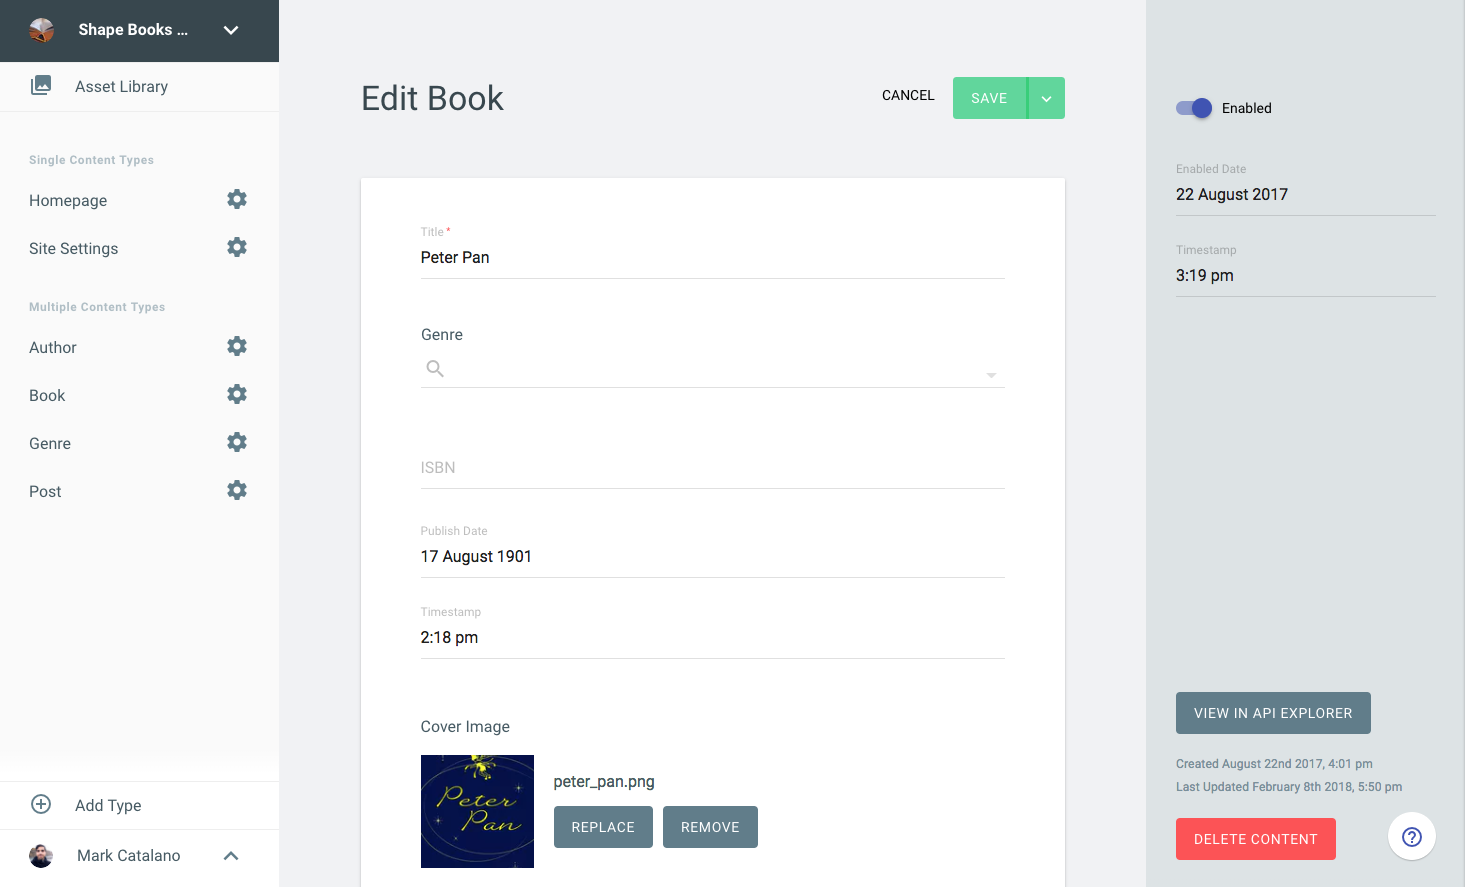 Shape Books ...
Asset Library
Single Content Types
Homepage
Site Settings
Multiple Content Types
Author
Book
Genre
Post
Add Type
Mark Catalano
Edit Book
CANCEL
SAVE
Title*
Peter Pan
Genre
ISBN
Publish Date
17 August 1901
Timestamp
2:18 pm
Cover Image
Peter
Pan
peter_pan.png
REPLACE
REMOVE
Enabled
Enabled Date
22 August 2017
Timestamp
3:19 pm
VIEW IN API EXPLORER
Created August 22nd 2017, 4:01 pm
Last Updated February 8th 2018, 5:50 pm
DELETE CONTENT